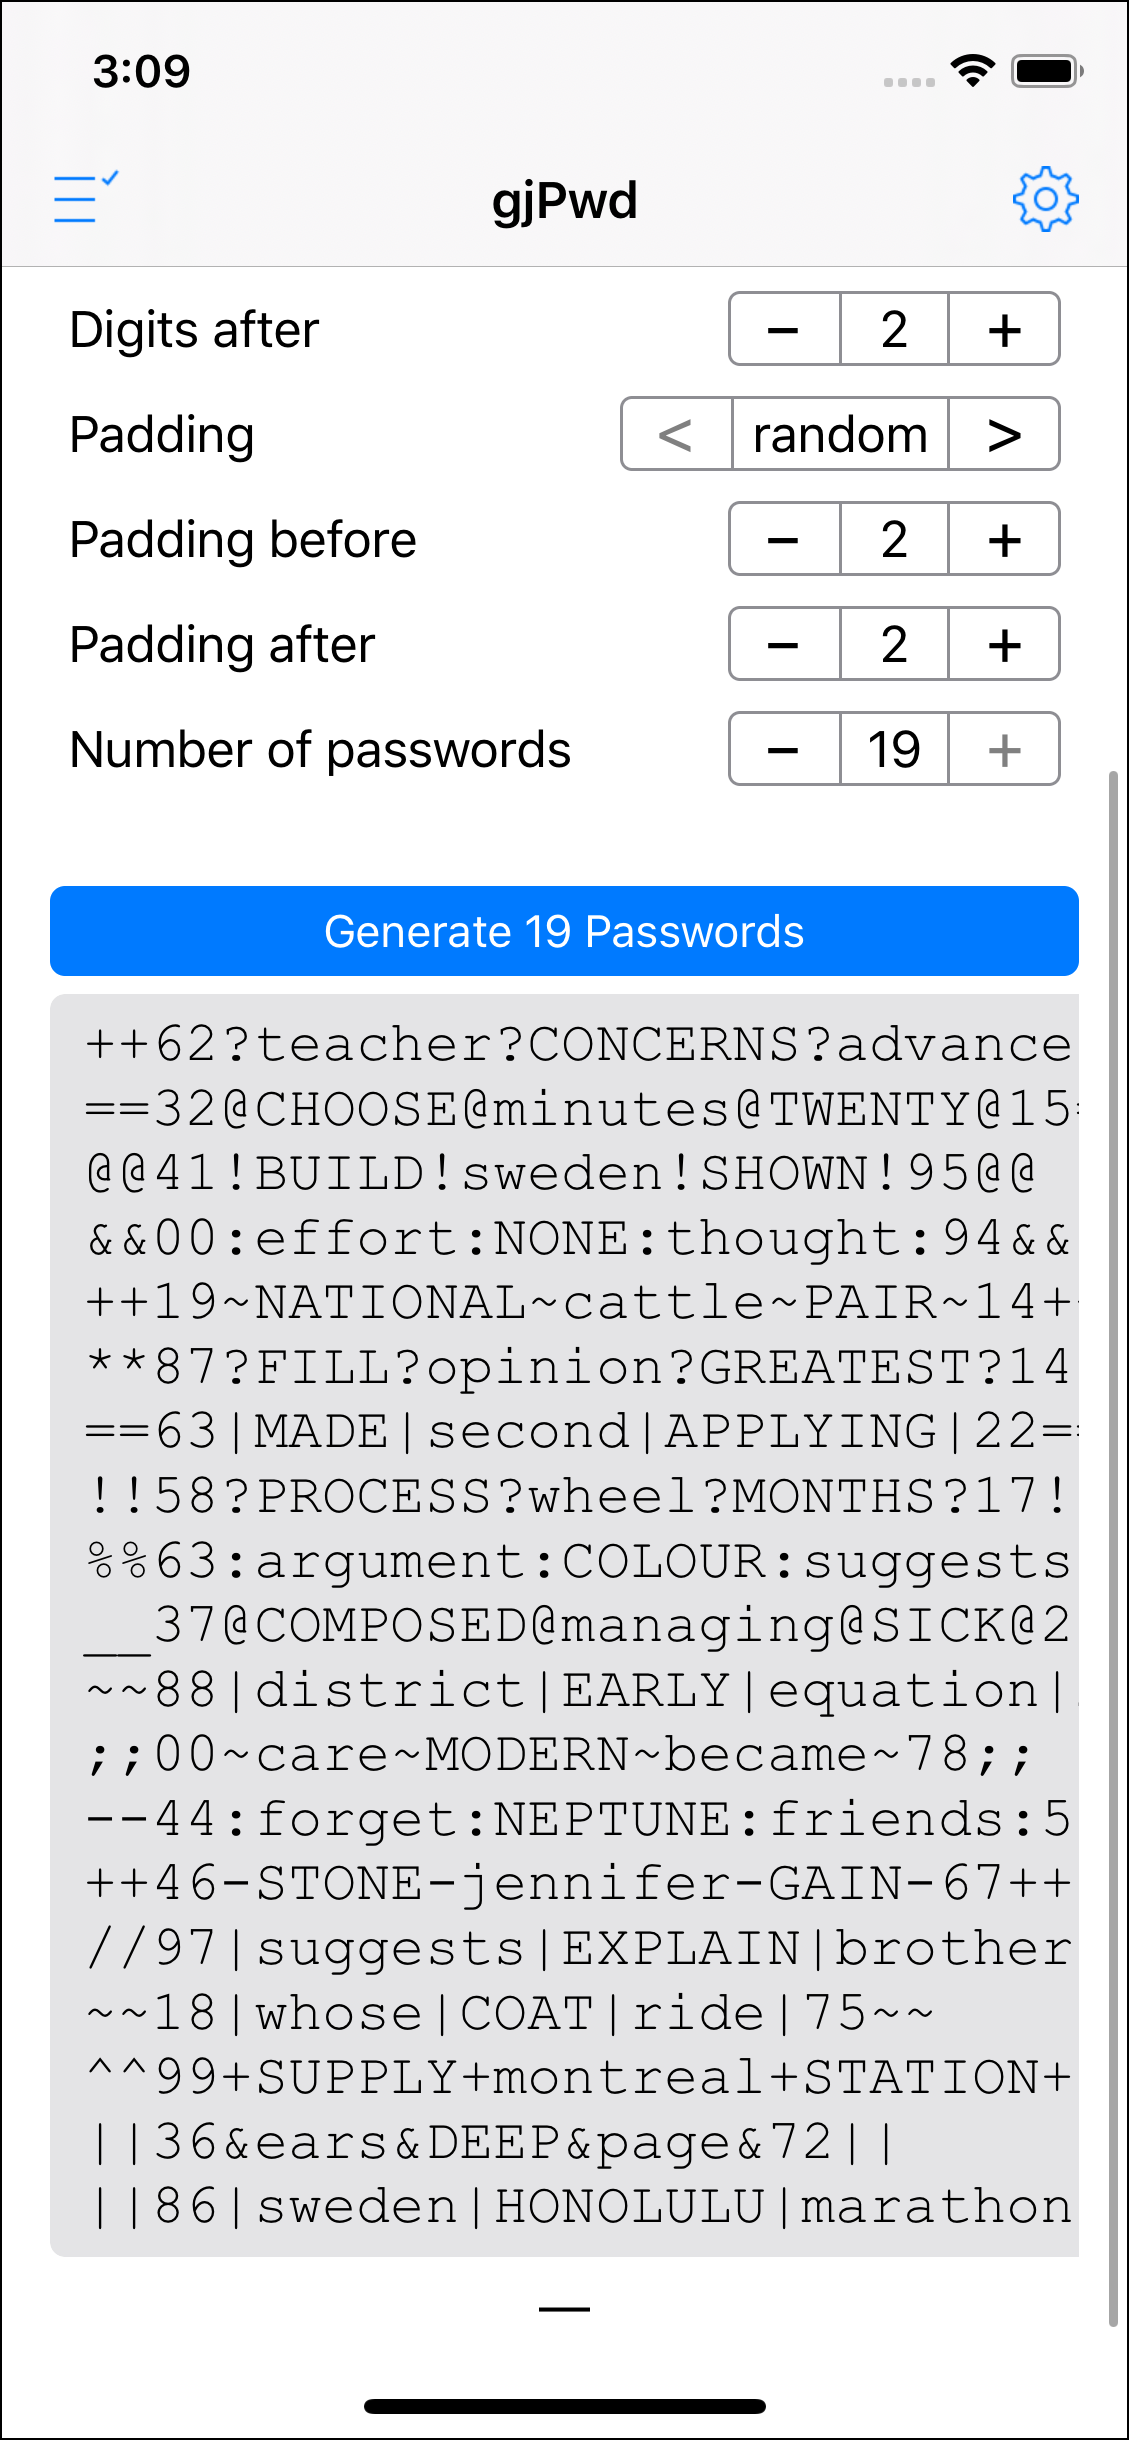 3:09
gjPwd
Digits after − 2 +
Padding < random >
Padding before − 2 +
Padding after − 2 +
Number of passwords − 19 +
Generate 19 Passwords
++62?teacher?CONCERNS?advance
==32@CHOOSE@minutes@TWENTY@15=
@@41!BUILD!sweden!SHOWN!95@@
&&00:effort:NONE:thought:94&&
++19~NATIONAL~cattle~PAIR~14++
**87?FILL?opinion?GREATEST?14
==63|MADE|second|APPLYING|22==
!!58?PROCESS?wheel?MONTHS?17!
%%63:argument:COLOUR:suggests
__37@COMPOSED@managing@SICK@2
~~88|district|EARLY|equation|
;;00~care~MODERN~became~78;;
--44:forget:NEPTUNE:friends:5
++46-STONE-jennifer-GAIN-67++
//97|suggests|EXPLAIN|brother
~~18|whose|COAT|ride|75~~
^^99+SUPPLY+montreal+STATION+
||36&ears&DEEP&page&72||
||86|sweden|HONOLULU|marathon
—